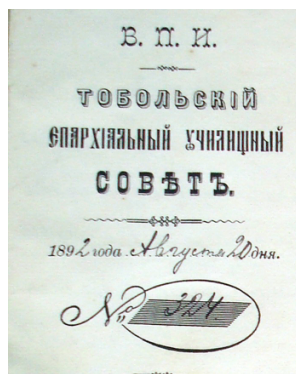 В. П. И.
ТОБОЛЬСКІЙ
ЕПАРХІАЛЬНЫЙ УЧИЛИЩНЫЙ
СОВѢТЪ.
1892 года Августа 20 дня.
№ 324.